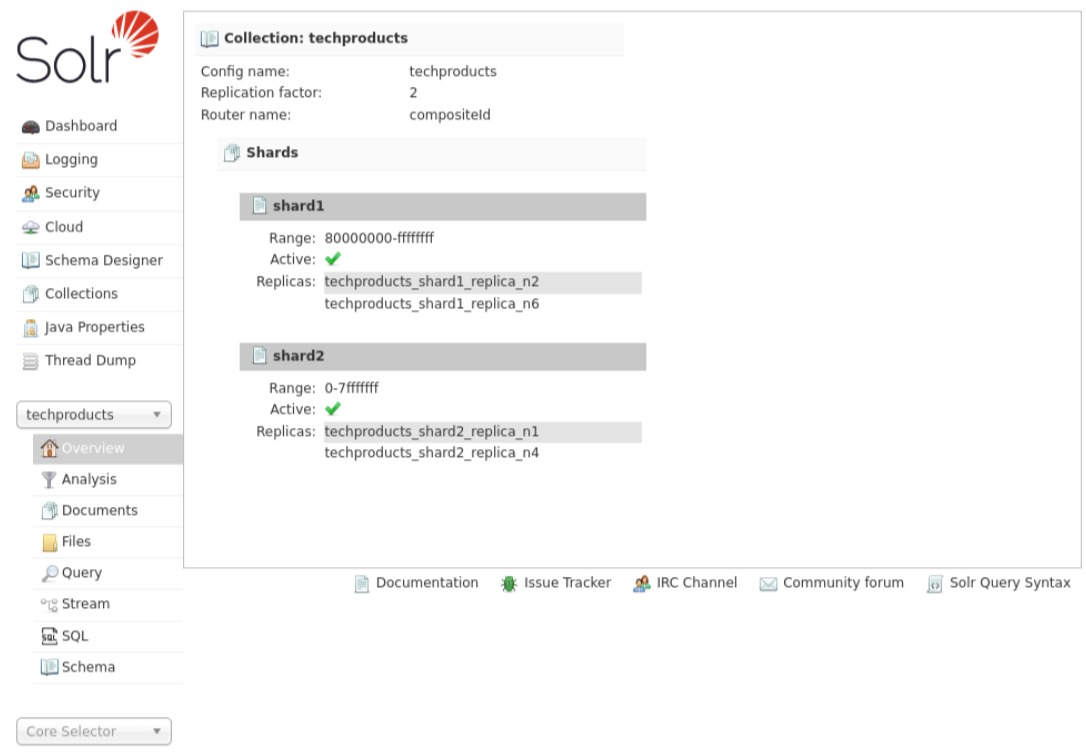 Solr
Dashboard
Logging
Security
Cloud
Schema Designer
Collections
Java Properties
Thread Dump
techproducts
Overview
Analysis
Documents
Files
Query
Stream
SQL
SQL
Schema
Core Selector
Collection: techproducts
Config name: techproducts
Replication factor: 2
Router name: compositeId
Shards
shard1
Range: 80000000-ffffffff
Active:
Replicas: techproducts_shard1_replica_n2
techproducts_shard1_replica_n6
shard2
Range: 0-7fffffff
Active:
Replicas: techproducts_shard2_replica_n1
techproducts_shard2_replica_n4
Documentation Issue Tracker IRC Channel Community forum Solr Query Syntax